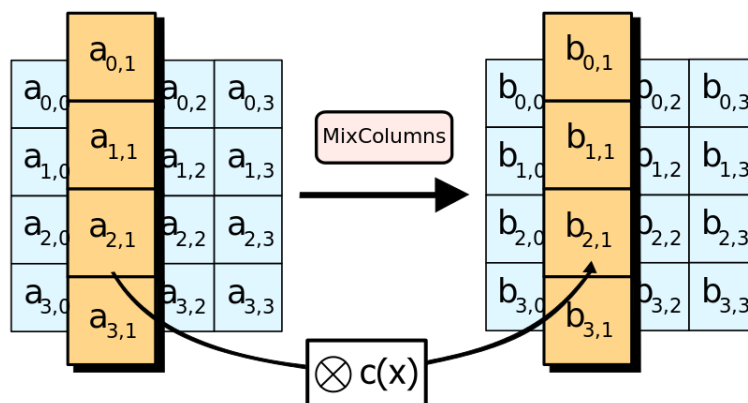 a0,0 a0,1 a0,2 a0,3
a1,0 a1,1 a1,2 a1,3
a2,0 a2,1 a2,2 a2,3
a3,0 a3,1 a3,2 a3,3
MixColumns
b0,0 b0,1 b0,2 b0,3
b1,0 b1,1 b1,2 b1,3
b2,0 b2,1 b2,2 b2,3
b3,0 b3,1 b3,2 b3,3
⊗ c(x)